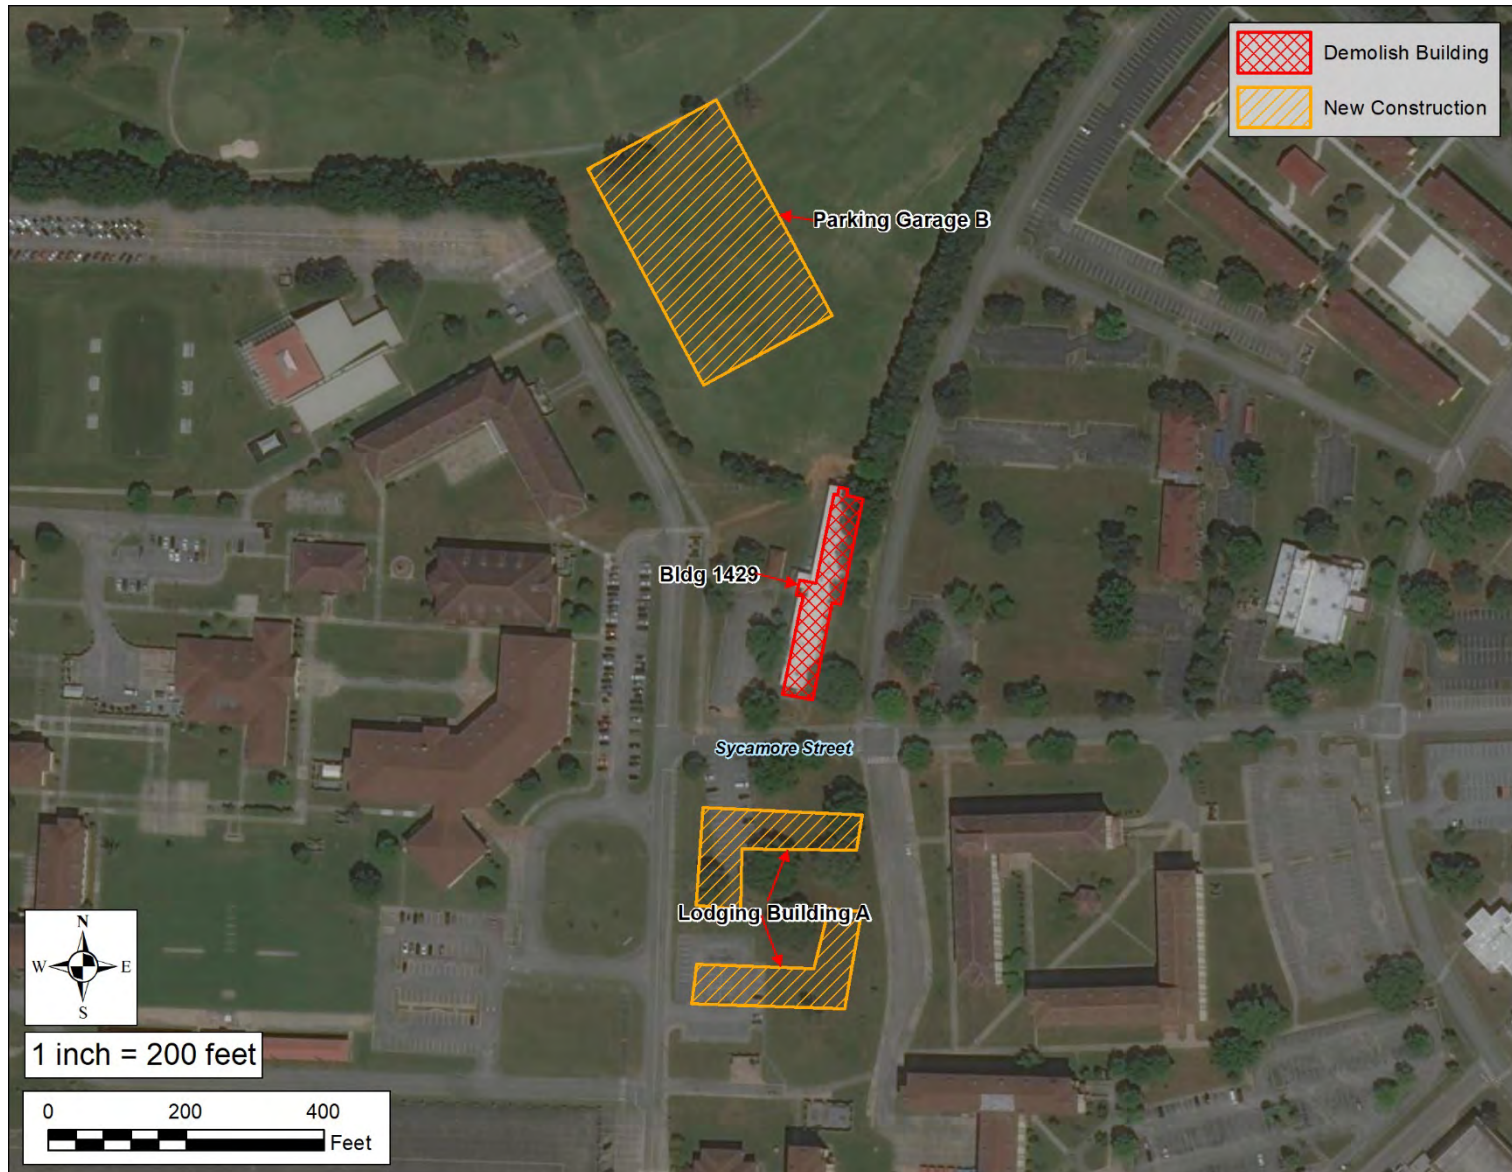 Demolish Building
New Construction
Parking Garage B
Bldg 1429
Sycamore Street
Lodging Building A
N
W E
S
1 inch = 200 feet
0 200 400
Feet